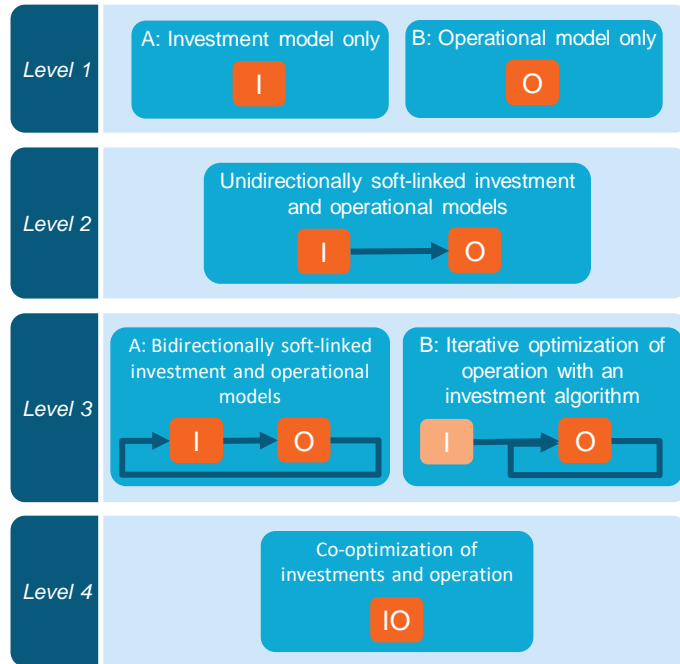 Level 1
A: Investment model only
I
B: Operational model only
O
Level 2
Unidirectionally soft-linked investment
and operational models
I
O
Level 3
A: Bidirectionally soft-linked
investment and operational
models
I
O
B: Iterative optimization of
operation with an
investment algorithm
I
O
Level 4
Co-optimization of
investments and operation
IO